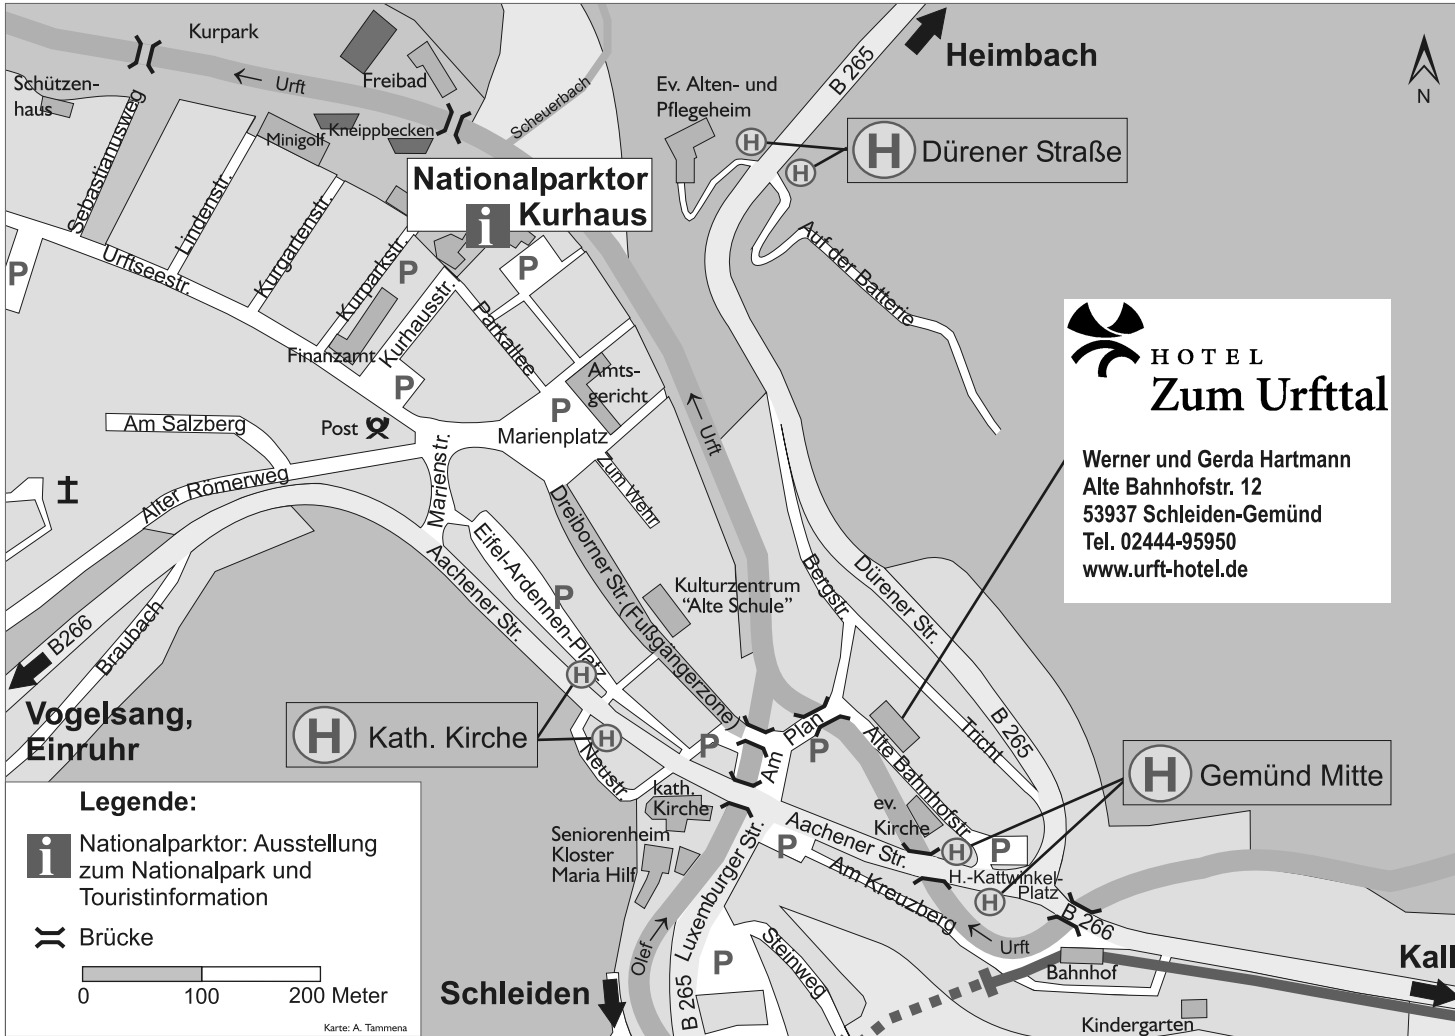 Kurpark
Heimbach
B 265
N
Schützen-
haus
Urft
Freibad
Scheuerbach
Ev. Alten- und
Pflegeheim
Sebastianusweg
Minigolf
Kneippbecken
H Dürener Straße
H
H
Nationalparktor
Kurhaus
i
Lindenstr.
Kurgartenstr.
Kurparkstr.
Urftseestr.
P
P
P
Auf der Batterie
Kurhausstr.
Parkallee
Finanzamt
P
Amts-
gericht
HOTEL
Zum Urfttal
Werner und Gerda Hartmann
Alte Bahnhofstr. 12
53937 Schleiden-Gemünd
Tel. 02444-95950
www.urft-hotel.de
Am Salzberg
Post
P
Marienplatz
Urft
Alter Römerweg
Marienstr.
Zum Wehr
Dreiborner Str.(Fußgängerzone)
Eifel-Ardennen-Platz
Aachener Str.
P
Kulturzentrum
"Alte Schule"
Bergstr.
Dürener Str.
B266
Braubach
Vogelsang,
Einruhr
H Kath. Kirche
H
H
Neustr.
P
Am
Plan
P
Alte Bahnhofstr.
Tricht
B 265
H Gemünd Mitte
kath.
Kirche
ev.
Kirche
Seniorenheim
Kloster
Maria Hilf
P
Aachener Str.
H
P
H.-Kattwinkel-
Platz
H
Am Kreuzberg
B 266
Luxemburger Str.
Olef
B 265
P
Steinweg
Urft
Bahnhof
Kall
Schleiden
Kindergarten
Legende:
i Nationalparktor: Ausstellung
zum Nationalpark und
Touristinformation
Brücke
0 100 200 Meter
Karte: A. Tammena